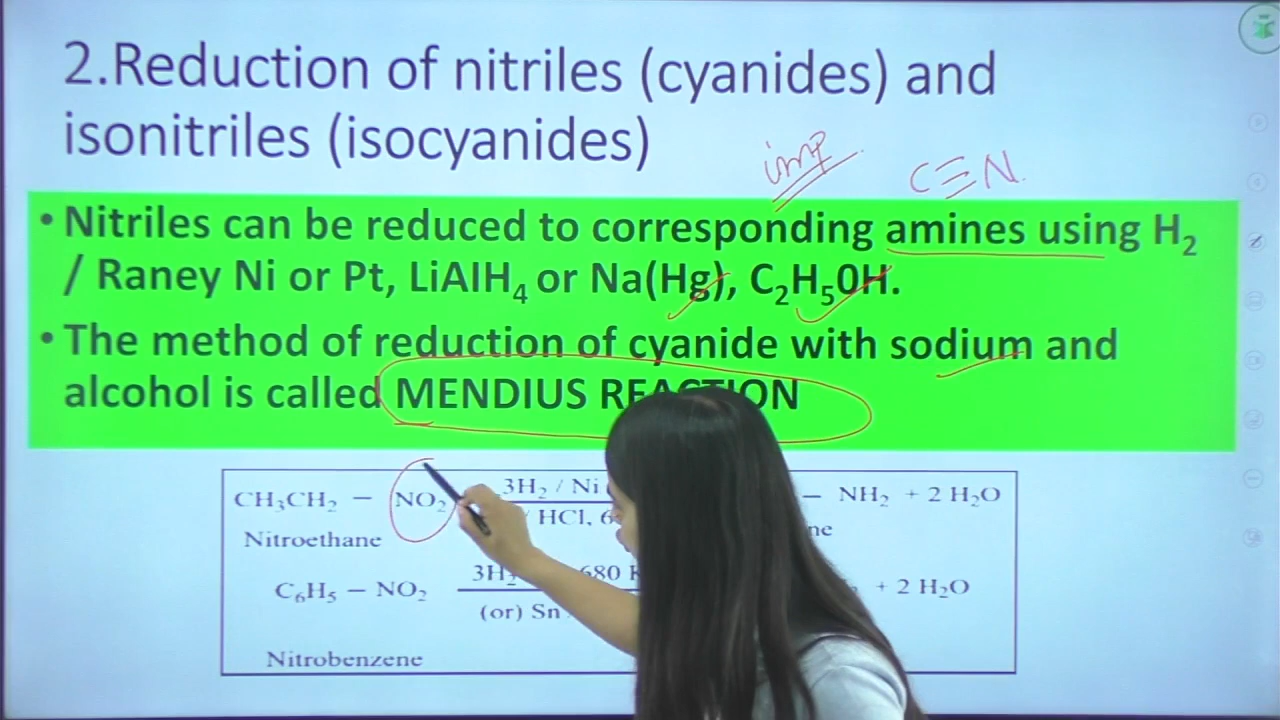 2.Reduction of nitriles (cyanides) and
isonitriles (isocyanides)
imp
C≡N
• Nitriles can be reduced to corresponding amines using H₂
/ Raney Ni or Pt, LiAlH₄ or Na(Hg), C₂H₅0H.
• The method of reduction of cyanide with sodium and
alcohol is called MENDIUS REACTION
CH₃CH₂ − NO₂ 3H₂ / Ni − NH₂ + 2 H₂O
HCl, 6
Nitroethane ne
C₆H₅ − NO₂ 3H₂ 680 K + 2 H₂O
(or) Sn
Nitrobenzene